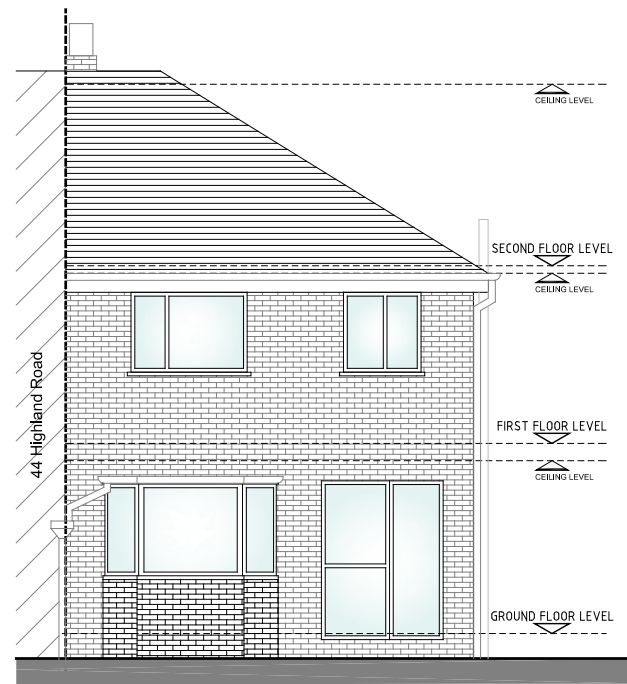 CEILING LEVEL
SECOND FLOOR LEVEL
CEILING LEVEL
44 Highland Road
FIRST FLOOR LEVEL
CEILING LEVEL
GROUND FLOOR LEVEL